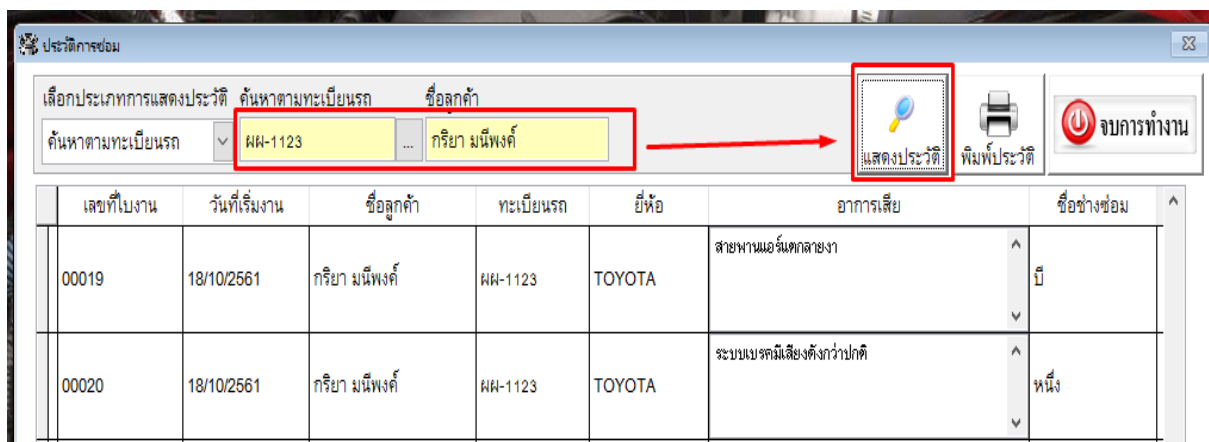 ประวัติการซ่อม
เลือกประเภทการแสดงประวัติ ค้นหาตามทะเบียนรถ ชื่อลูกค้า
ค้นหาตามทะเบียนรถ ผผ-1123 ... กริยา มนีพงค์
แสดงประวัติ พิมพ์ประวัติ จบการทำงาน
เลขที่ใบงาน วันที่เริ่มงาน ชื่อลูกค้า ทะเบียนรถ ยี่ห้อ อาการเสีย ชื่อช่างซ่อม
00019 18/10/2561 กริยา มนีพงค์ ผผ-1123 TOYOTA สายพานแอร์แตกลายงา บี
00020 18/10/2561 กริยา มนีพงค์ ผผ-1123 TOYOTA ระบบเบรคมีเสียงดังกว่าปกติ หนึ่ง